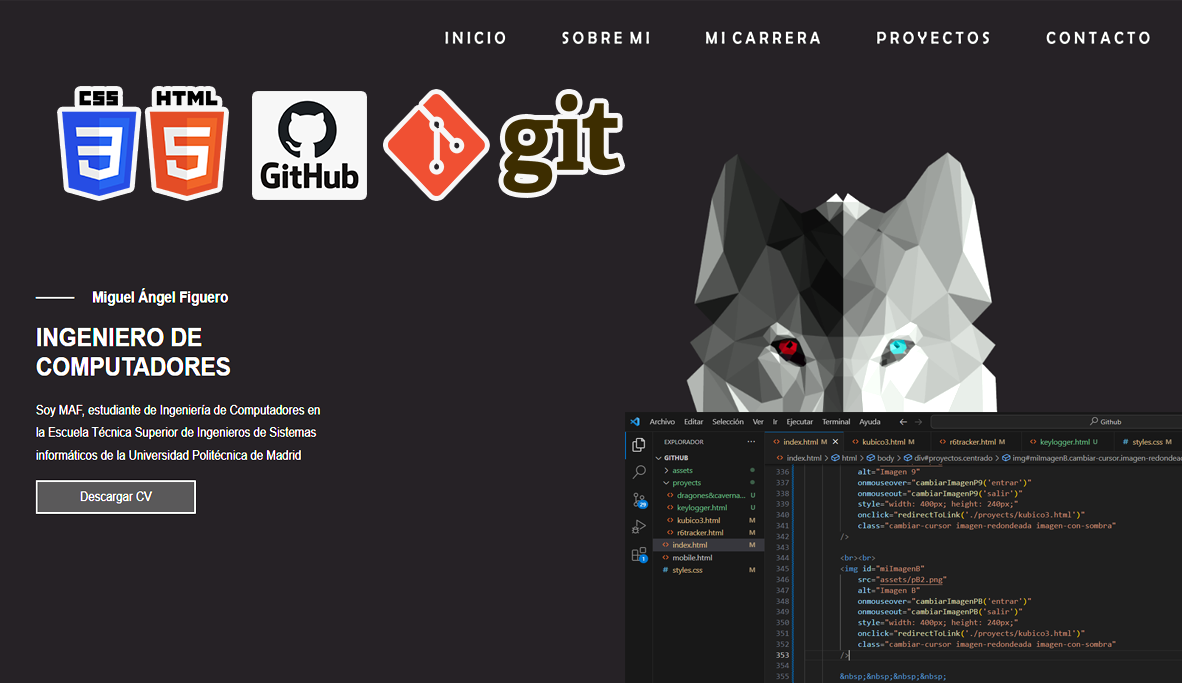 INICIO SOBRE MI MI CARRERA PROYECTOS CONTACTO
CSS HTML GitHub git
Miguel Ángel Figuero
INGENIERO DE
COMPUTADORES
Soy MAF, estudiante de Ingeniería de Computadores en
la Escuela Técnica Superior de Ingenieros de Sistemas
informáticos de la Universidad Politécnica de Madrid
Descargar CV
Archivo Editar Selección Ver Ir Ejecutar Terminal Ayuda Github
EXPLORADOR ...
GITHUB
assets
proyects
dragones&caverna... U
keylogger.html U
kubico3.html M
r6tracker.html M
index.html M
mobile.html
styles.css M
index.html M kubico3.html M r6tracker.html M keylogger.html U styles.css M
index.html > html > body > div#proyectos.centrado > img#miImagenB.cambiar-cursor.imagen-redondead
336 alt="Imagen 9"
337 onmouseover="cambiarImagenP9('entrar')"
338 onmouseout="cambiarImagenP9('salir')"
339 style="width: 400px; height: 240px;"
340 onclick="redirectToLink('./proyects/kubico3.html')"
341 class="cambiar-cursor imagen-redondeada imagen-con-sombra"
342 />
343
344 <br><br>
345 <img id="miImagenB"
346 src="assets/pB2.png"
347 alt="Imagen B"
348 onmouseover="cambiarImagenPB('entrar')"
349 onmouseout="cambiarImagenPB('salir')"
350 style="width: 400px; height: 240px;"
351 onclick="redirectToLink('./proyects/kubico3.html')"
352 class="cambiar-cursor imagen-redondeada imagen-con-sombra"
353 />
354
355 &nbsp;&nbsp;&nbsp;&nbsp;